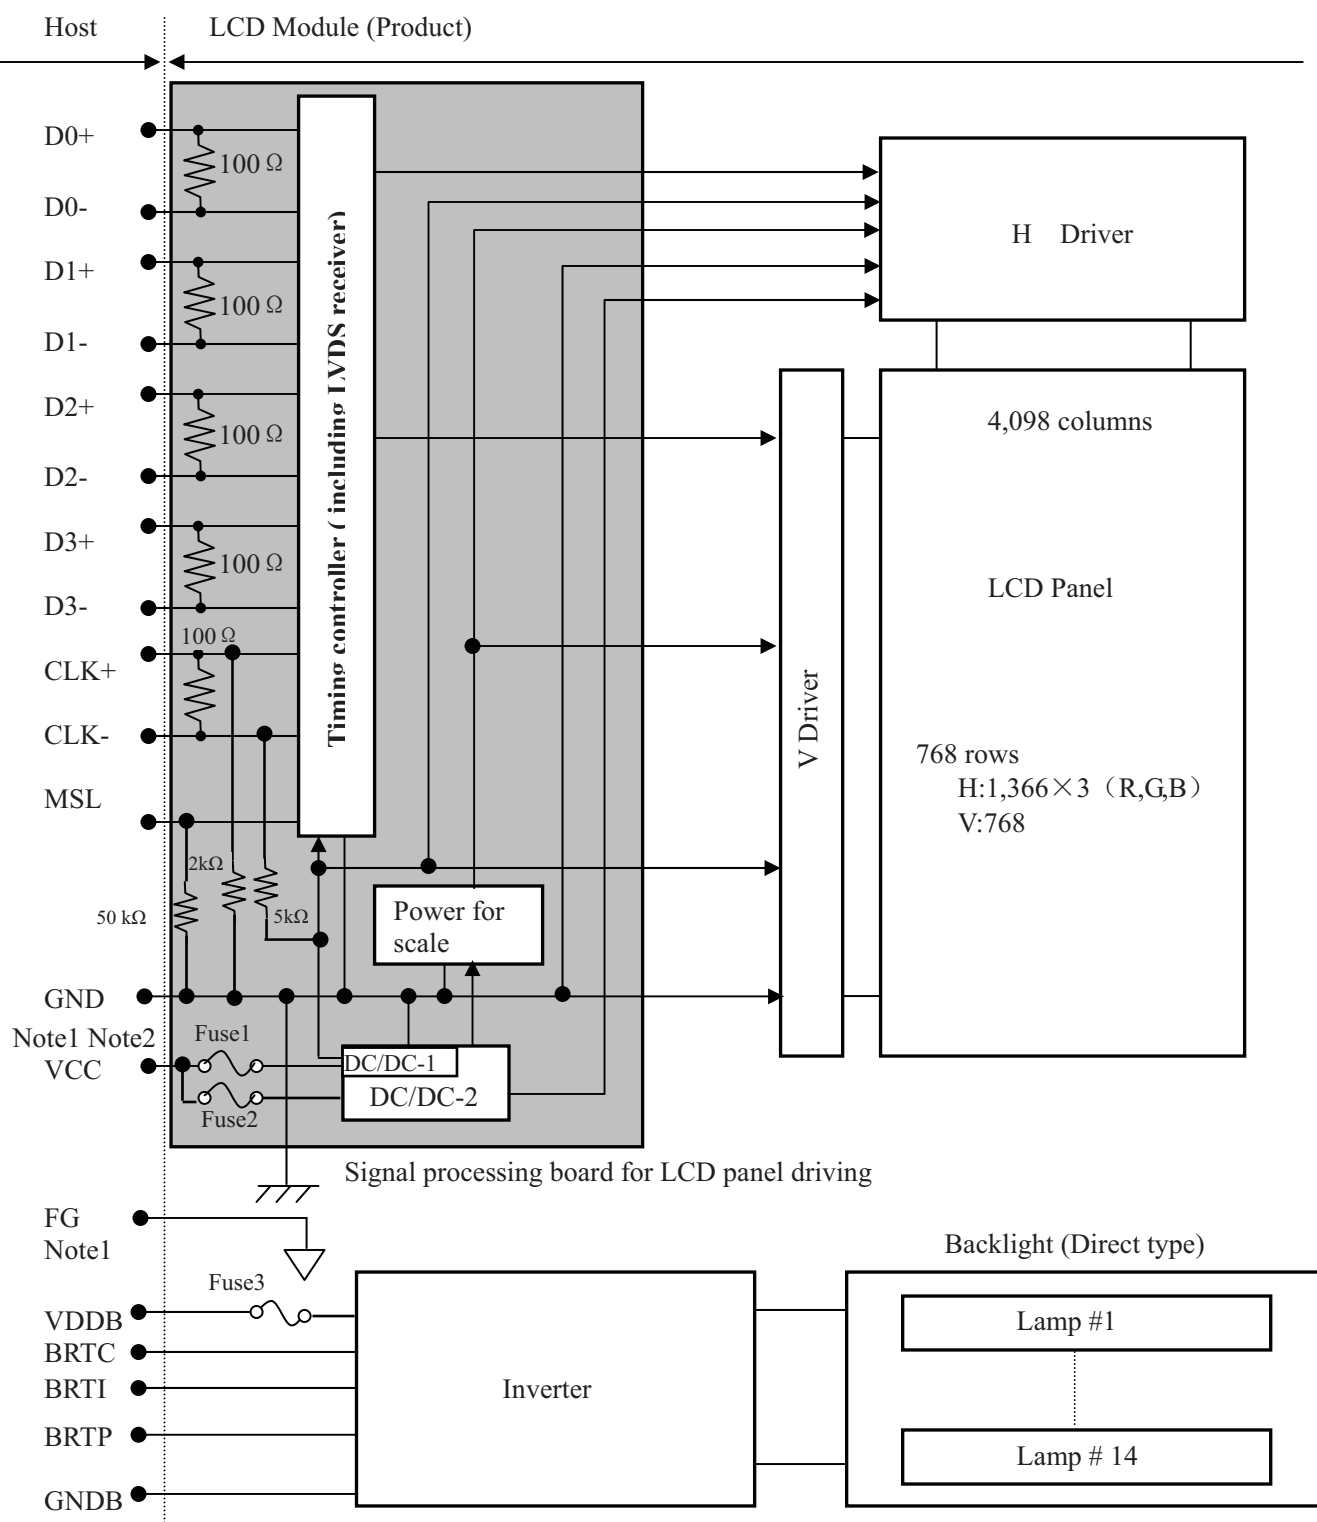 Host
LCD Module (Product)
D0+
100 Ω
D0-
D1+
100 Ω
D1-
D2+
100 Ω
D2-
D3+
100 Ω
D3-
100 Ω
CLK+
CLK-
MSL
2kΩ
50 kΩ
5kΩ
GND
Note1 Note2
VCC
Fuse1
Fuse2
Timing controller ( including LVDS receiver)
Power for
scale
DC/DC-1
DC/DC-2
H Driver
V Driver
4,098 columns
LCD Panel
768 rows
H:1,366×3（R,G,B）
V:768
Signal processing board for LCD panel driving
FG
Note1
Fuse3
VDDB
BRTC
BRTI
BRTP
GNDB
Inverter
Backlight (Direct type)
Lamp #1
Lamp # 14